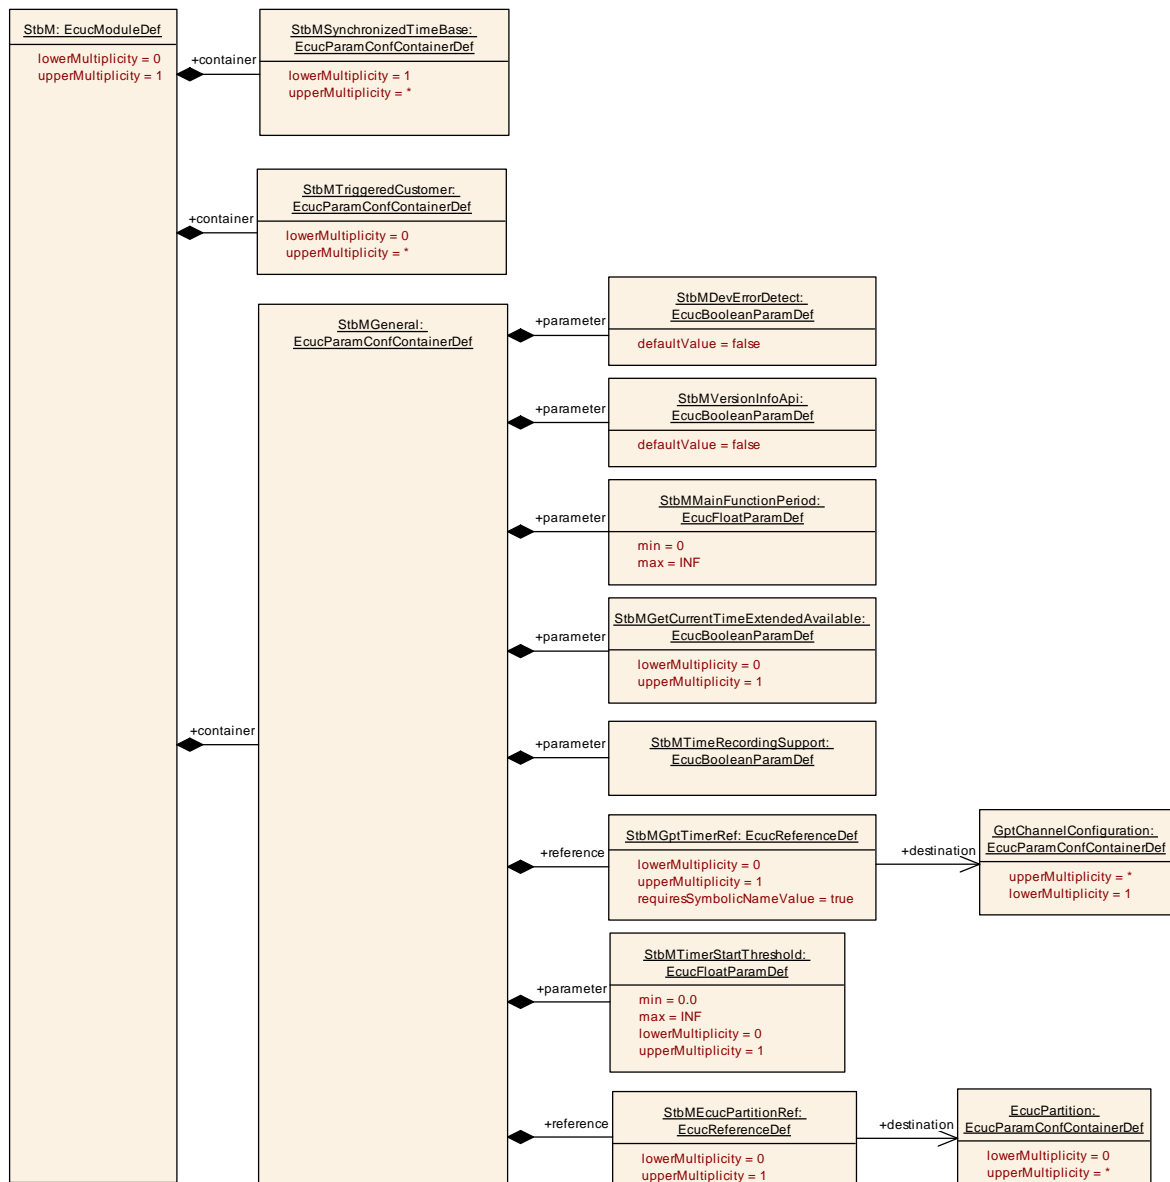 StbM: EcucModuleDef
lowerMultiplicity = 0
upperMultiplicity = 1
+container
StbMSynchronizedTimeBase:
EcucParamConfContainerDef
lowerMultiplicity = 1
upperMultiplicity = *
+container
StbMTriggeredCustomer:
EcucParamConfContainerDef
lowerMultiplicity = 0
upperMultiplicity = *
+container
StbMGeneral:
EcucParamConfContainerDef
+parameter
StbMDevErrorDetect:
EcucBooleanParamDef
defaultValue = false
+parameter
StbMVersionInfoApi:
EcucBooleanParamDef
defaultValue = false
+parameter
StbMMainFunctionPeriod:
EcucFloatParamDef
min = 0
max = INF
+parameter
StbMGetCurrentTimeExtendedAvailable:
EcucBooleanParamDef
lowerMultiplicity = 0
upperMultiplicity = 1
+parameter
StbMTimeRecordingSupport:
EcucBooleanParamDef
+reference
StbMGptTimerRef: EcucReferenceDef
lowerMultiplicity = 0
upperMultiplicity = 1
requiresSymbolicNameValue = true
+destination
GptChannelConfiguration:
EcucParamConfContainerDef
upperMultiplicity = *
lowerMultiplicity = 1
+parameter
StbMTimerStartThreshold:
EcucFloatParamDef
min = 0.0
max = INF
lowerMultiplicity = 0
upperMultiplicity = 1
+reference
StbMEcucPartitionRef:
EcucReferenceDef
lowerMultiplicity = 0
upperMultiplicity = 1
+destination
EcucPartition:
EcucParamConfContainerDef
lowerMultiplicity = 0
upperMultiplicity = *